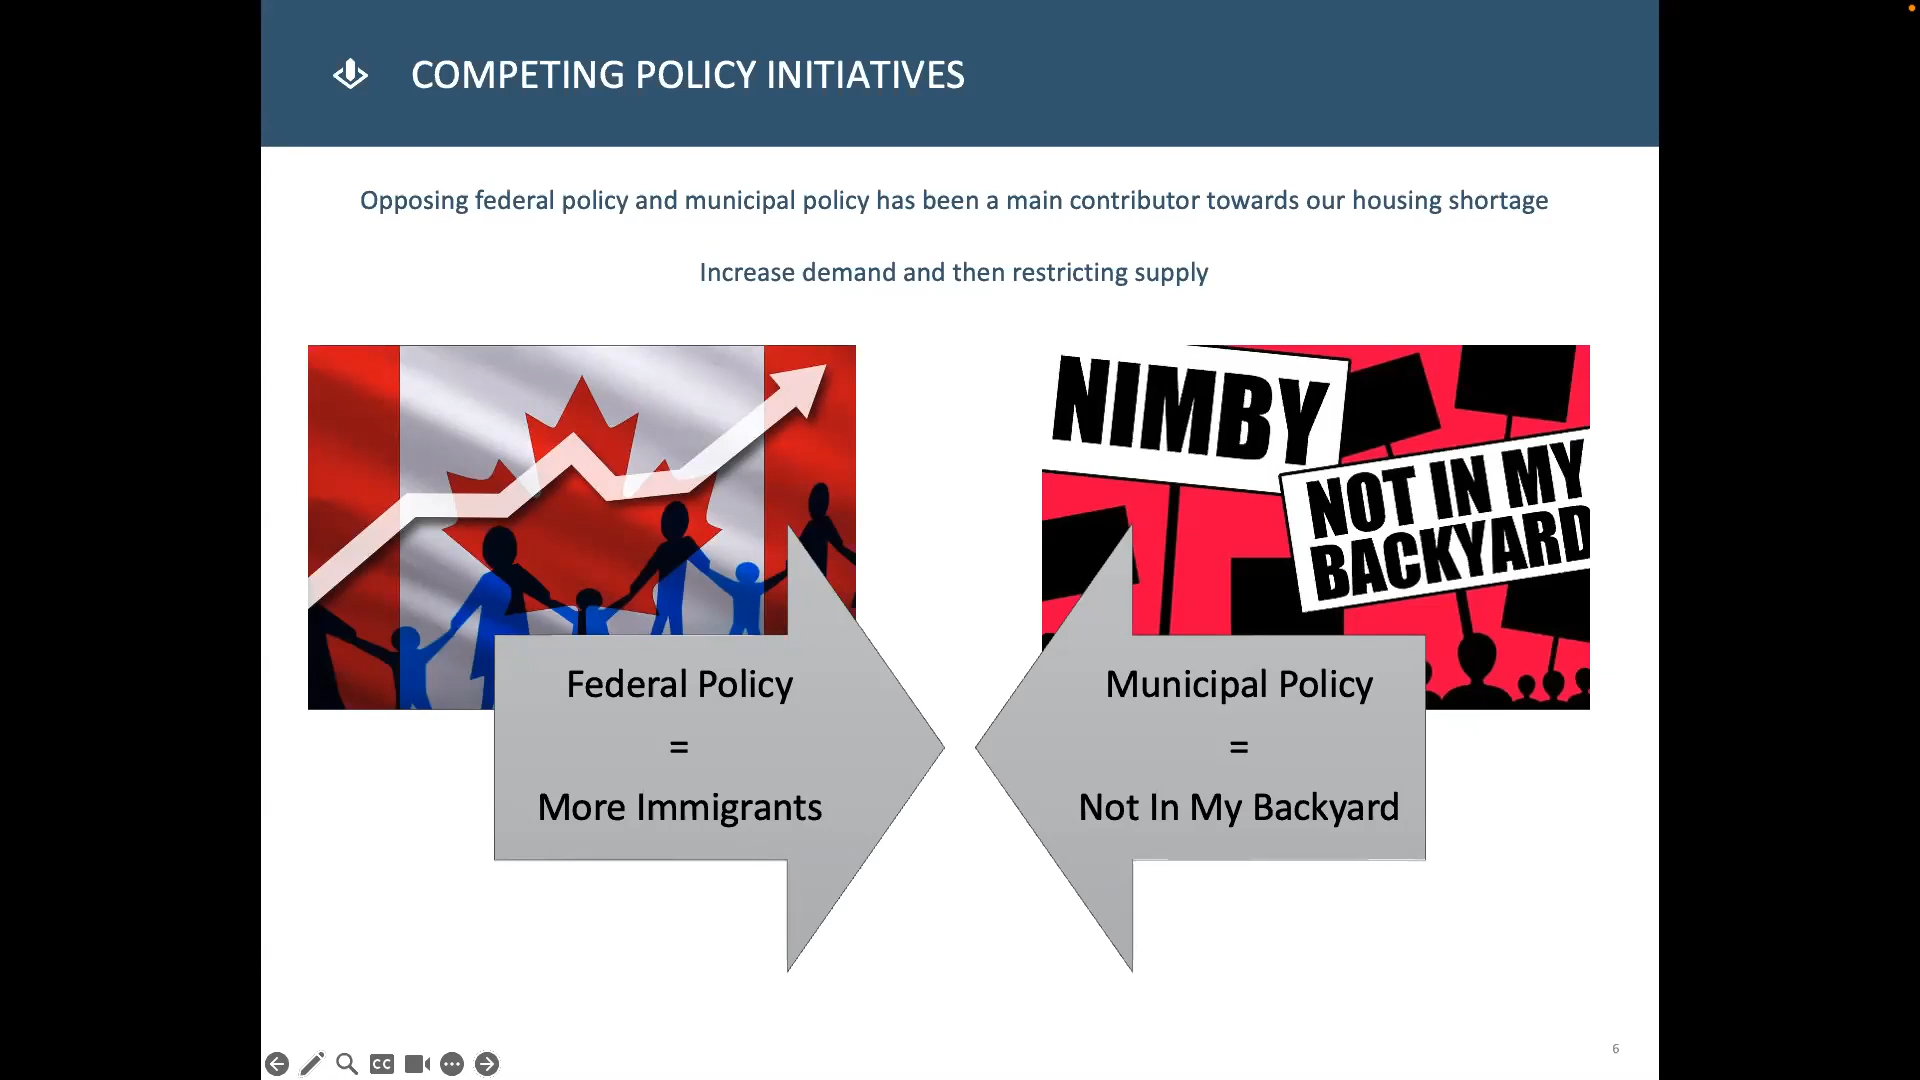 COMPETING POLICY INITIATIVES
Opposing federal policy and municipal policy has been a main contributor towards our housing shortage
Increase demand and then restricting supply
NIMBY
NOT IN MY
BACKYARD
Federal Policy
=
More Immigrants
Municipal Policy
=
Not In My Backyard
6
CC